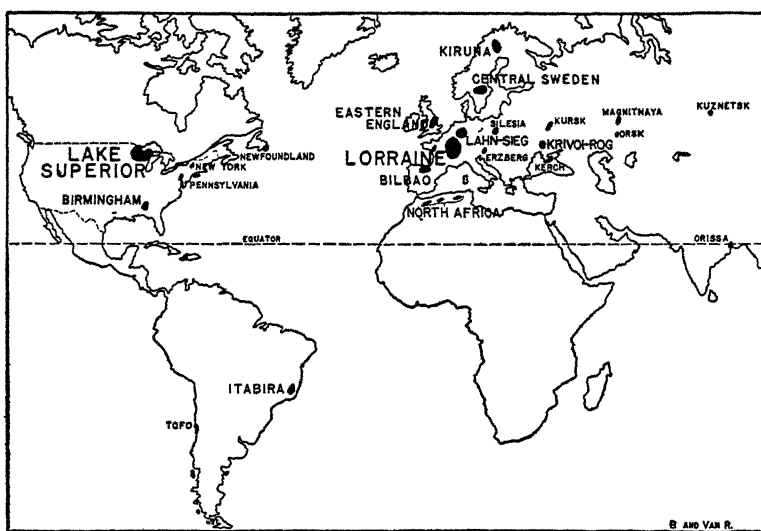 KIRUNA
CENTRAL SWEDEN
EASTERN
ENGLAND
SILESIA
KURSK
MAGNITNAYA
KUZNETSK
ORSK
LAHN-SIEG
KRIVOI-ROG
LORRAINE
ERZBERG
KERCH
BILBAO
NORTH AFRICA
LAKE
SUPERIOR
NEWFOUNDLAND
NEW YORK
PENNSYLVANIA
BIRMINGHAM
EQUATOR
ORISSA
ITABIRA
TOFO
B AND VAN R.